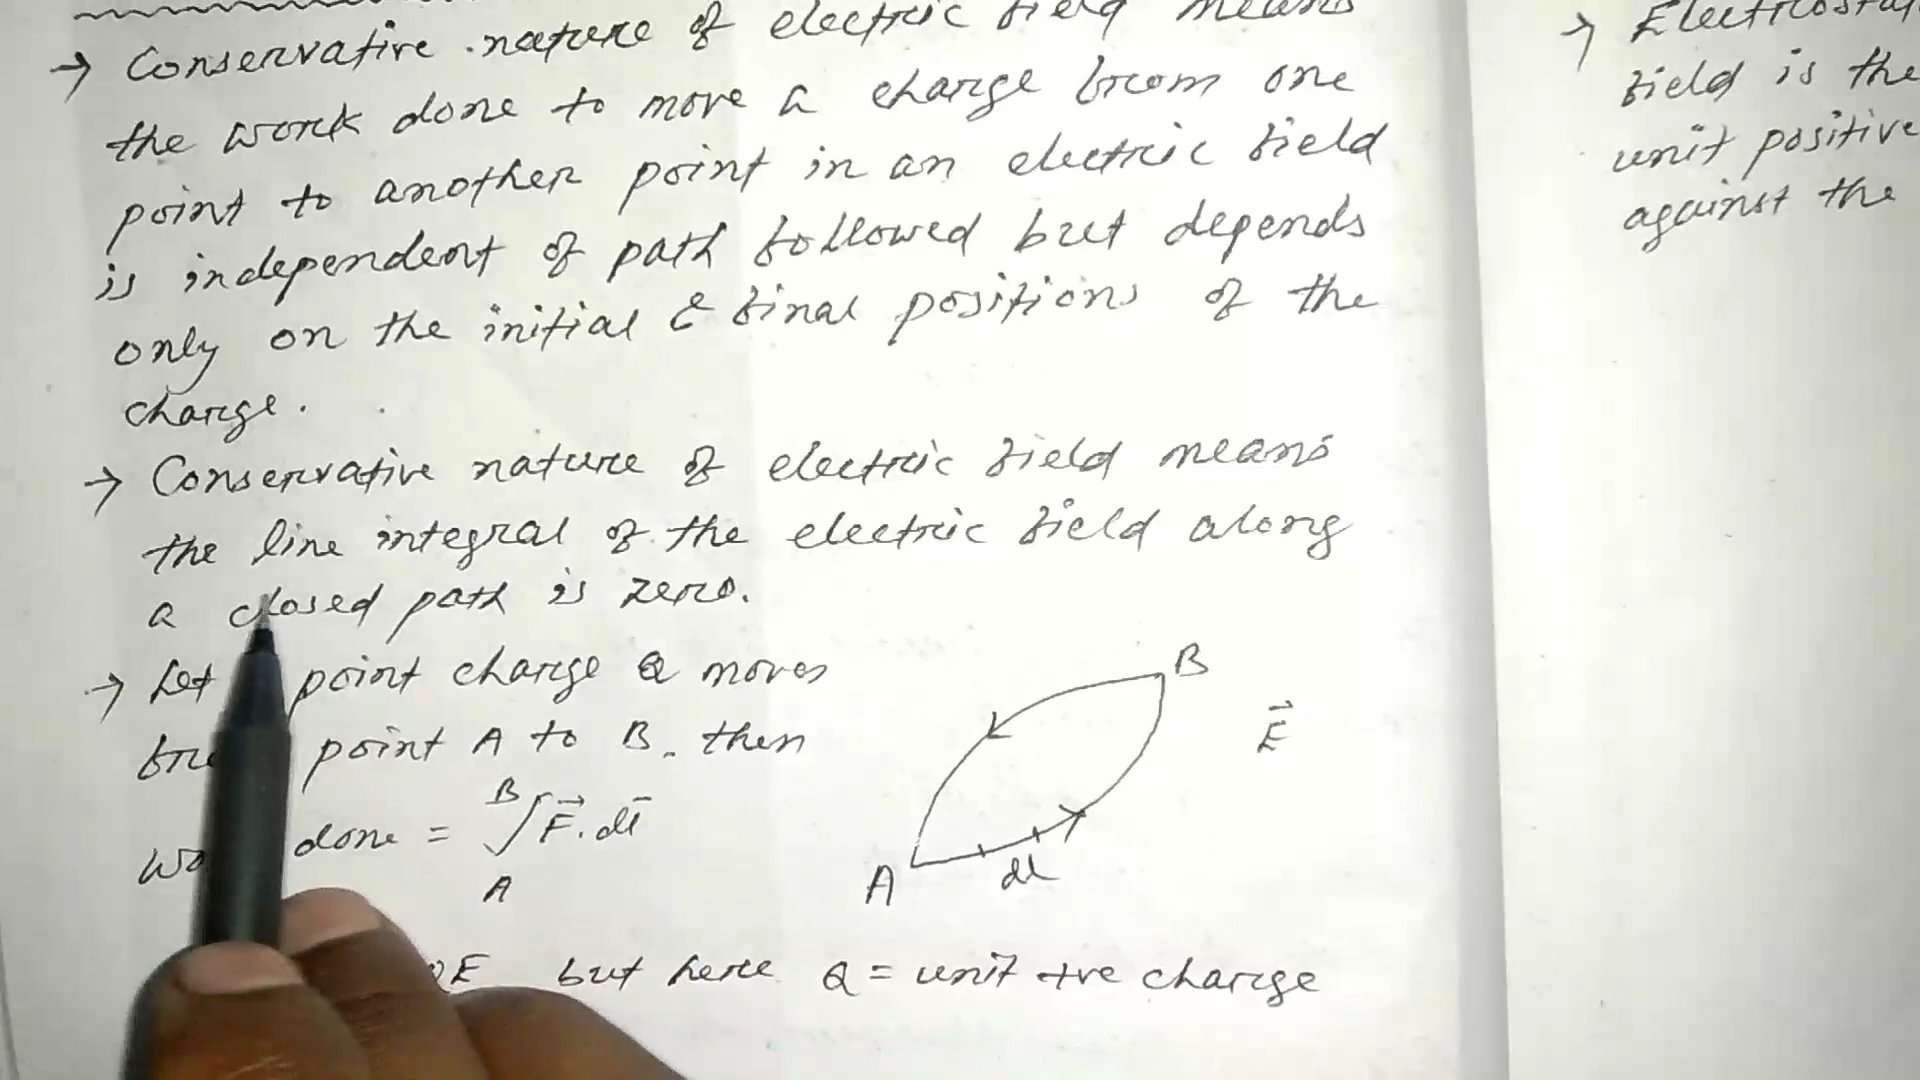 → Conservative nature of electric field means
the work done to move a charge from one
point to another point in an electric field
is independent of path followed but depends
only on the initial & final positions of the
charge.
→ Conservative nature of electric field means
the line integral of the electric field along
a closed path is zero.
→ Let point charge Q moves
point A to B. then
done = ∫_A^B F⃗.dl̄
B
E⃗
A
dl
QE but here Q = unit +ve charge
→
field is the
unit positive
against the